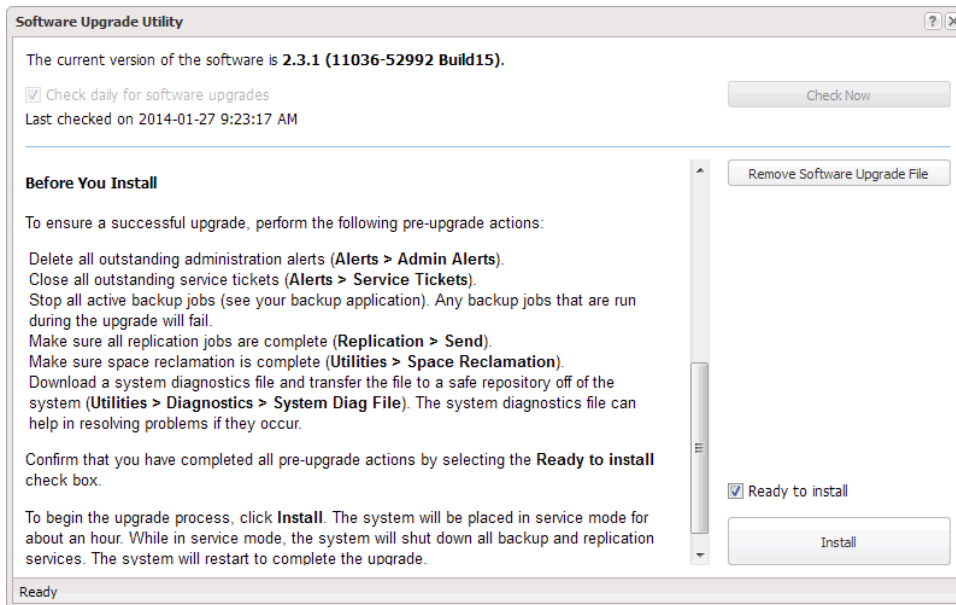 Software Upgrade Utility
The current version of the software is 2.3.1 (11036-52992 Build15).
Check daily for software upgrades
Check Now
Last checked on 2014-01-27 9:23:17 AM
Before You Install
Remove Software Upgrade File
To ensure a successful upgrade, perform the following pre-upgrade actions:
Delete all outstanding administration alerts (Alerts > Admin Alerts).
Close all outstanding service tickets (Alerts > Service Tickets).
Stop all active backup jobs (see your backup application). Any backup jobs that are run
during the upgrade will fail.
Make sure all replication jobs are complete (Replication > Send).
Make sure space reclamation is complete (Utilities > Space Reclamation).
Download a system diagnostics file and transfer the file to a safe repository off of the
system (Utilities > Diagnostics > System Diag File). The system diagnostics file can
help in resolving problems if they occur.
Confirm that you have completed all pre-upgrade actions by selecting the Ready to install
check box.
Ready to install
To begin the upgrade process, click Install. The system will be placed in service mode for
about an hour. While in service mode, the system will shut down all backup and replication
services. The system will restart to complete the upgrade.
Install
Ready